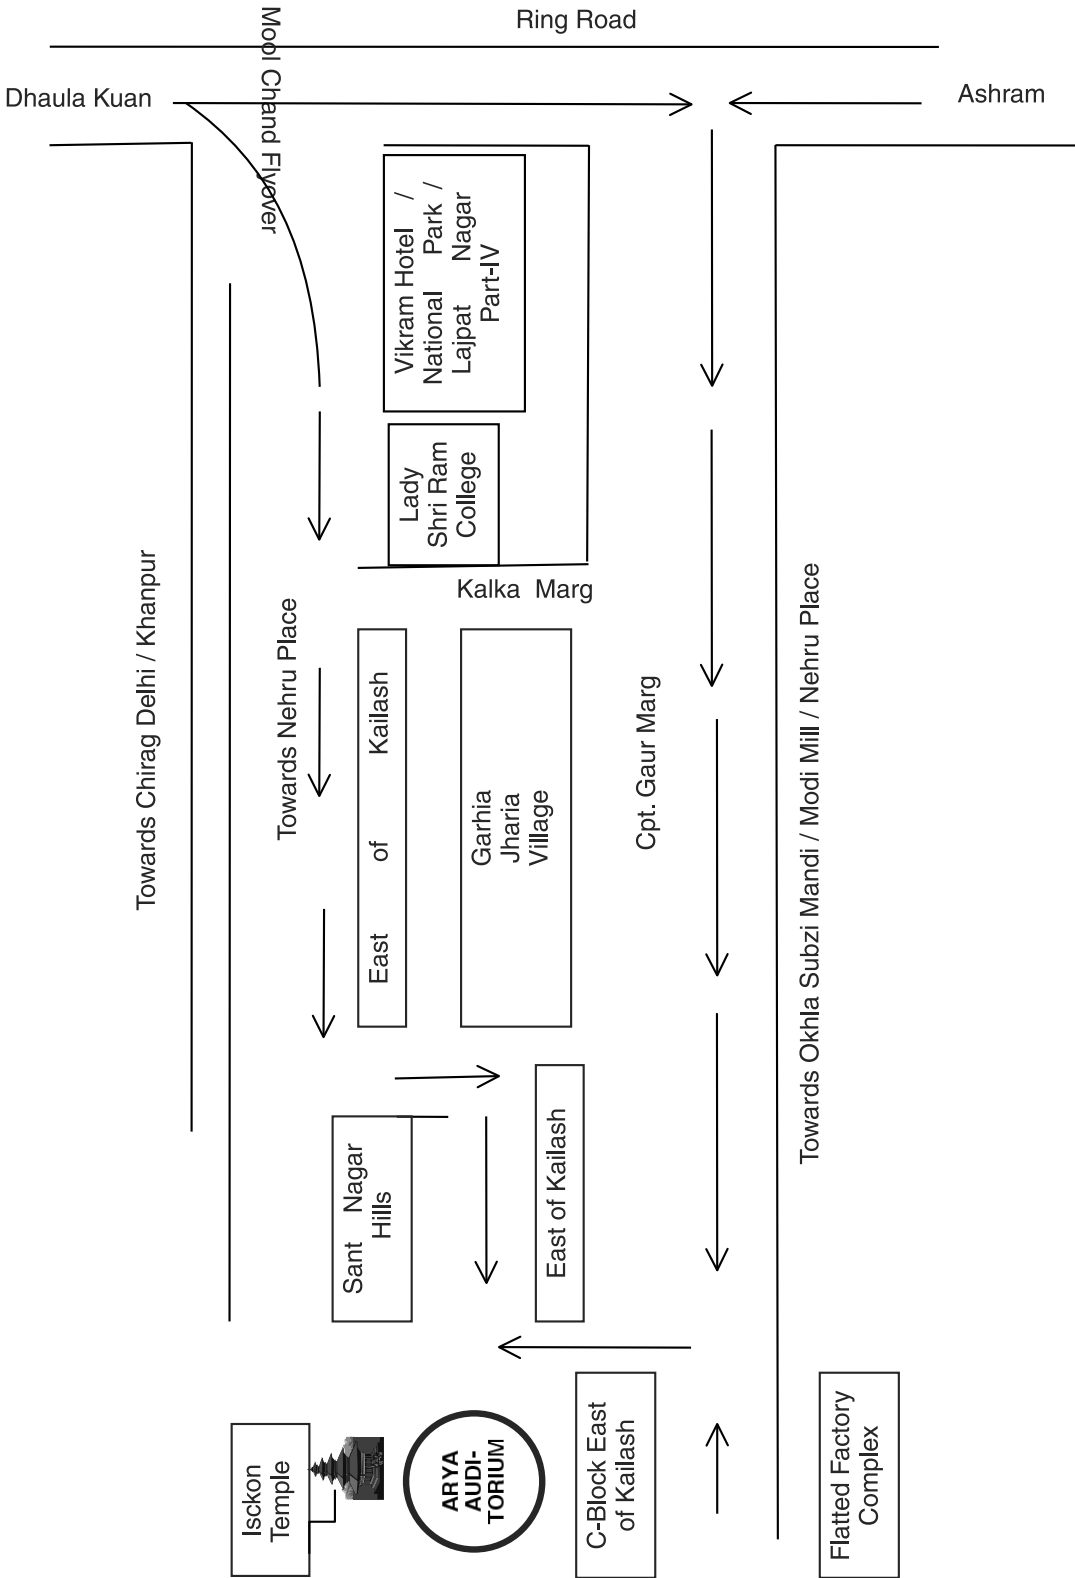 Ring Road
Dhaula Kuan
Ashram
Mool Chand Flyover
Vikram Hotel /
National Park /
Lajpat Nagar
Part-IV
Lady
Shri Ram
College
Kalka Marg
Towards Chirag Delhi / Khanpur
Towards Nehru Place
East of Kailash
Garhia
Jharia
Village
Cpt. Gaur Marg
Towards Okhla Subzi Mandi / Modi Mill / Nehru Place
Sant Nagar
Hills
East of Kailash
Isckon
Temple
ARYA
AUDI-
TORIUM
C-Block East
of Kailash
Flatted Factory
Complex